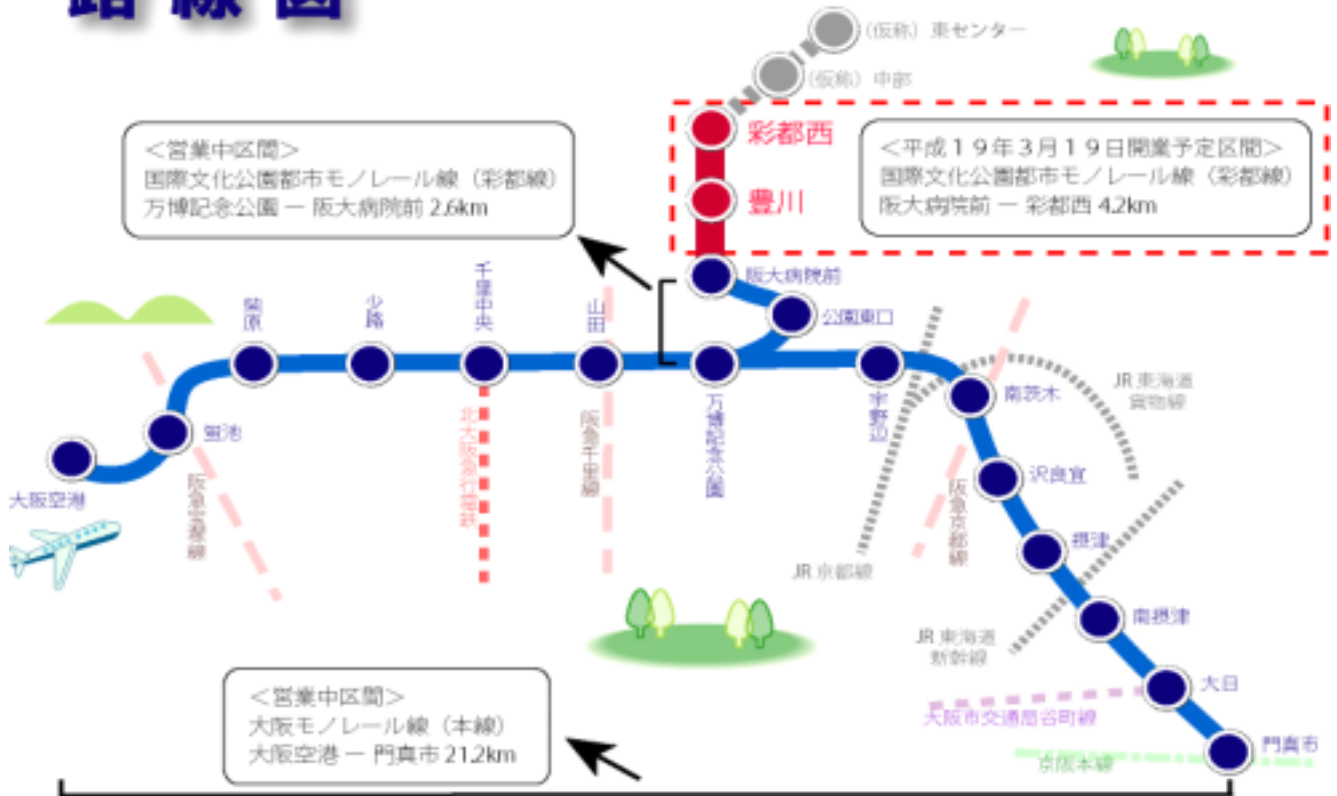 路線図
(仮称) 東センター
(仮称) 中部
彩都西
豊川
<平成19年3月19日開業予定区間>
国際文化公園都市モノレール線 (彩都線)
阪大病院前 ー 彩都西 4.2km
<営業中区間>
国際文化公園都市モノレール線 (彩都線)
万博記念公園 ー 阪大病院前 2.6km
阪大病院前
公園東口
柴原
少路
千里中央
山田
万博記念公園
宇野辺
南茨木
JR 東海道
貨物線
蛍池
大阪空港
阪急宝塚線
北大阪急行電鉄
阪急千里線
沢良宜
阪急京都線
摂津
JR 京都線
南摂津
JR 東海道
新幹線
大日
大阪市交通局谷町線
門真市
京阪本線
<営業中区間>
大阪モノレール線 (本線)
大阪空港 ー 門真市 21.2km